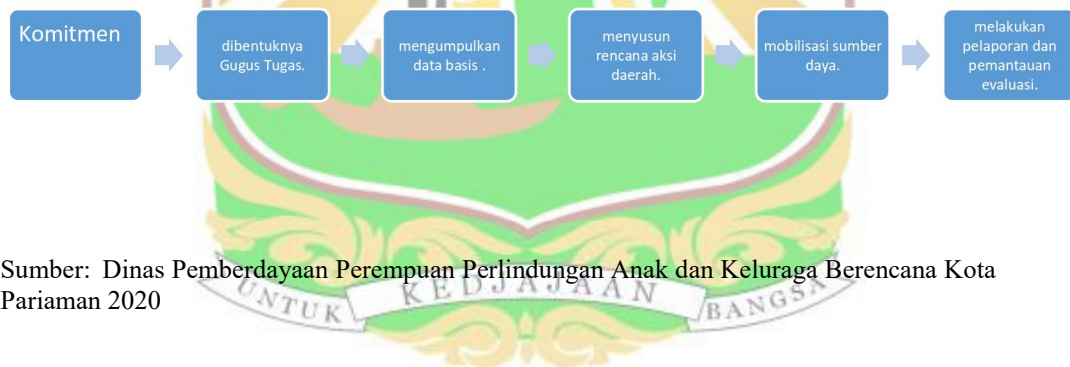 Komitmen
dibentuknya
Gugus Tugas.
mengumpulkan
data basis .
menyusun
rencana aksi
daerah.
mobilisasi sumber
daya.
melakukan
pelaporan dan
pemantauan
evaluasi.
Sumber: Dinas Pemberdayaan Perempuan Perlindungan Anak dan Keluraga Berencana Kota
Pariaman 2020
UNTUK KEDJAJAAN BANGSA